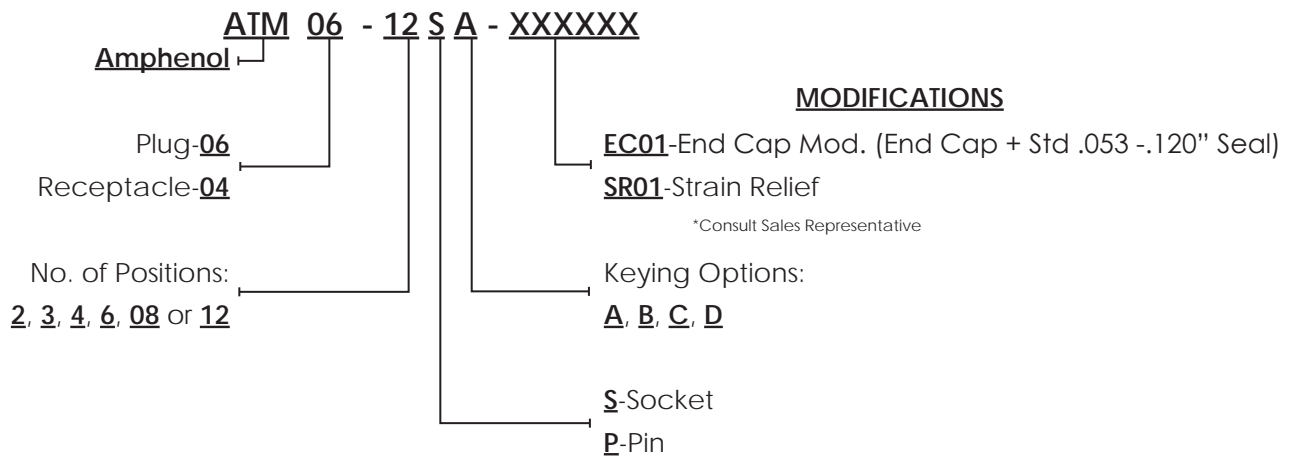 ATM 06 - 12 S A - XXXXXX
Amphenol
MODIFICATIONS
Plug-06
Receptacle-04
EC01-End Cap Mod. (End Cap + Std .053 -.120” Seal)
SR01-Strain Relief
*Consult Sales Representative
No. of Positions:
2, 3, 4, 6, 08 or 12
Keying Options:
A, B, C, D
S-Socket
P-Pin